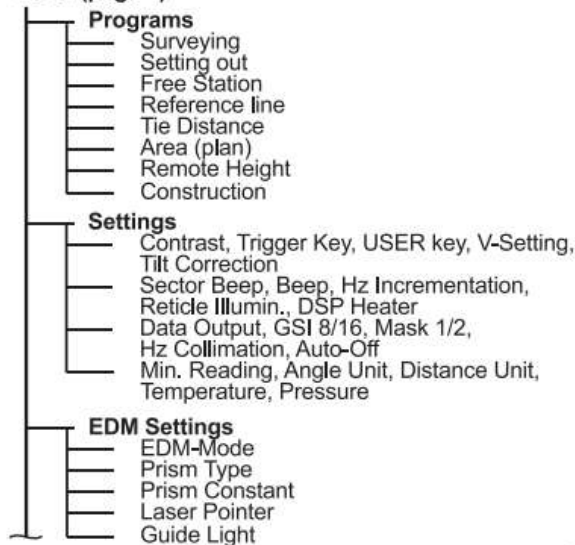 Programs
Surveying
Setting out
Free Station
Reference line
Tie Distance
Area (plan)
Remote Height
Construction
Settings
Contrast, Trigger Key, USER key, V-Setting,
Tilt Correction
Sector Beep, Beep, Hz Incrementation,
Reticle Illumin., DSP Heater
Data Output, GSI 8/16, Mask 1/2,
Hz Collimation, Auto-Off
Min. Reading, Angle Unit, Distance Unit,
Temperature, Pressure
EDM Settings
EDM-Mode
Prism Type
Prism Constant
Laser Pointer
Guide Light